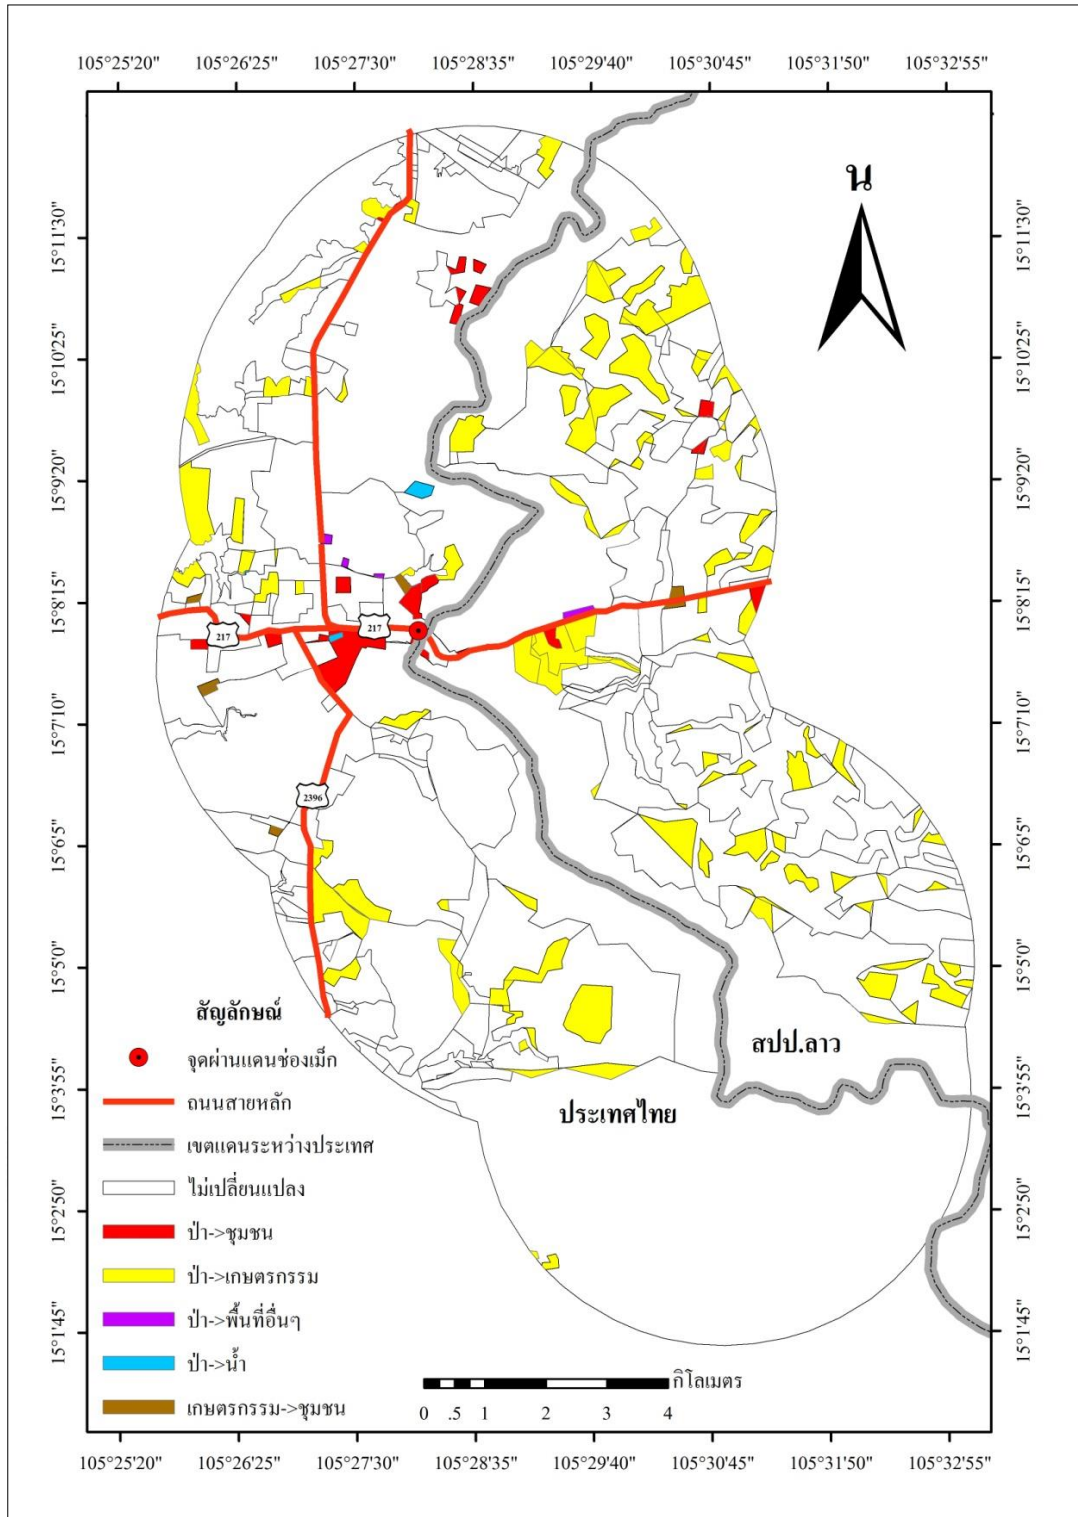 105°25'20" 105°26'25" 105°27'30" 105°28'35" 105°29'40" 105°30'45" 105°31'50" 105°32'55"
น
15°11'30" 15°11'30"
15°10'25" 15°10'25"
15°9'20" 15°9'20"
15°8'15" 15°8'15"
217
217
15°7'10" 15°7'10"
2396
15°6'5" 15°6'5"
15°5'0" 15°5'0"
สัญลักษณ์
สปป.ลาว
จุดผ่านแดนช่องเม็ก
15°3'55" 15°3'55"
ถนนสายหลัก
ประเทศไทย
เขตแดนระหว่างประเทศ
ไม่เปลี่ยนแปลง
15°2'50" 15°2'50"
ป่า->ชุมชน
ป่า->เกษตรกรรม
ป่า->พื้นที่อื่นๆ
15°1'45" 15°1'45"
ป่า->น้ำ
กิโลเมตร
เกษตรกรรม->ชุมชน
0 .5 1 2 3 4
105°25'20" 105°26'25" 105°27'30" 105°28'35" 105°29'40" 105°30'45" 105°31'50" 105°32'55"